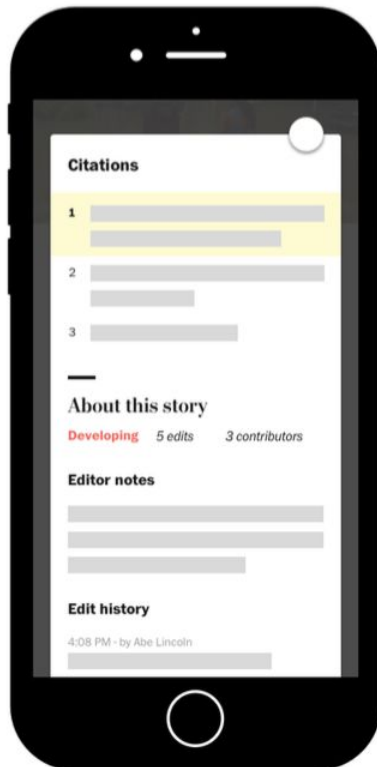 Citations
1
2
3
About this story
Developing 5 edits 3 contributors
Editor notes
Edit history
4:08 PM - by Abe Lincoln